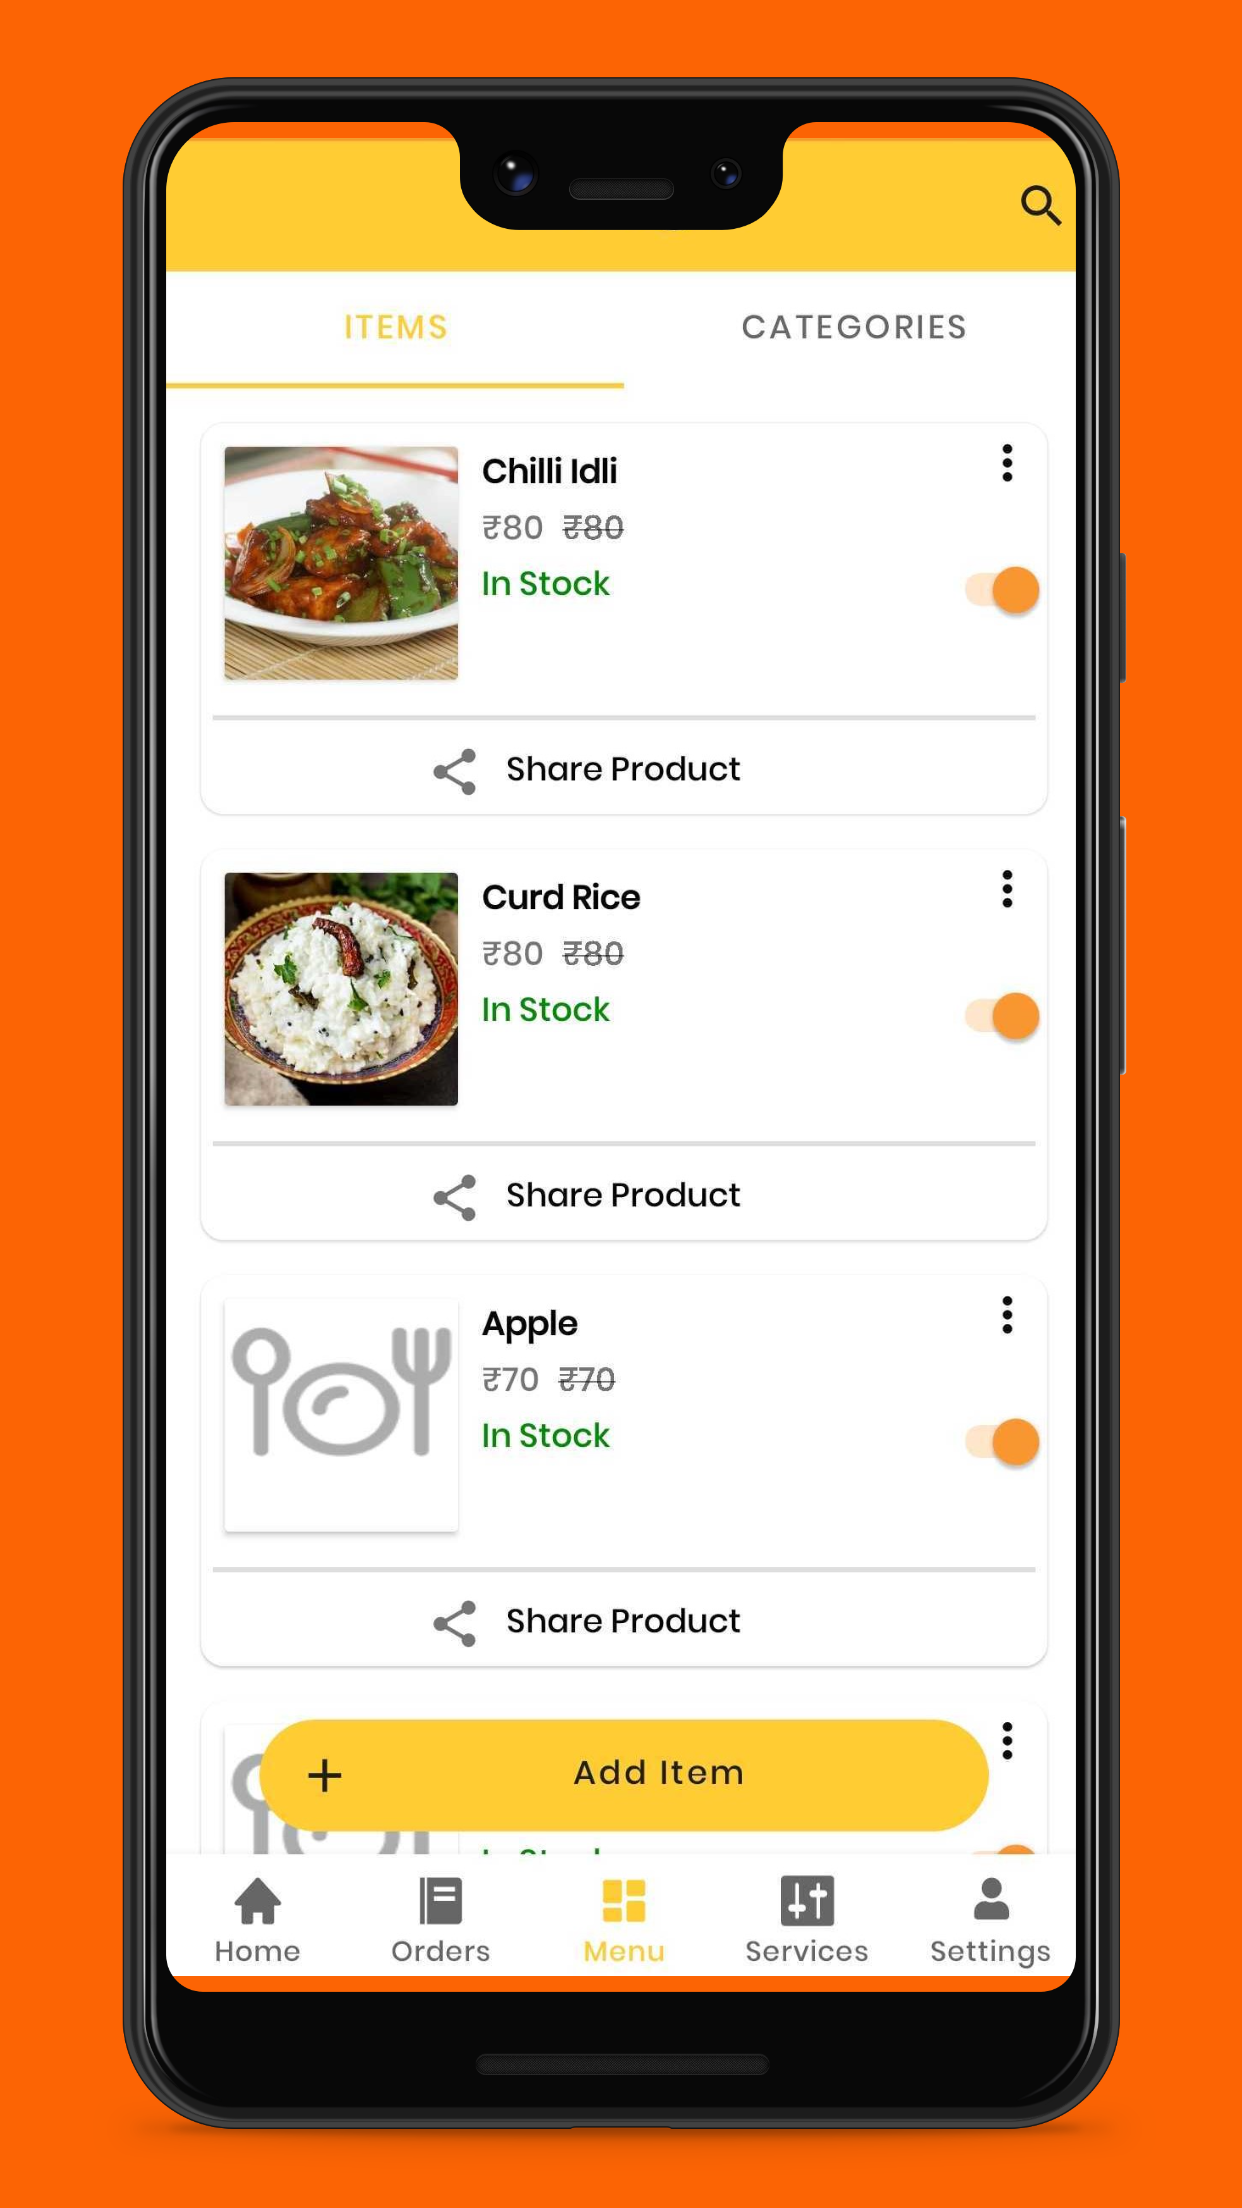 ITEMS CATEGORIES
Chilli Idli
₹80 ₹80
In Stock
Share Product
Curd Rice
₹80 ₹80
In Stock
Share Product
Apple
₹70 ₹70
In Stock
Share Product
Add Item
Home Orders Menu Services Settings